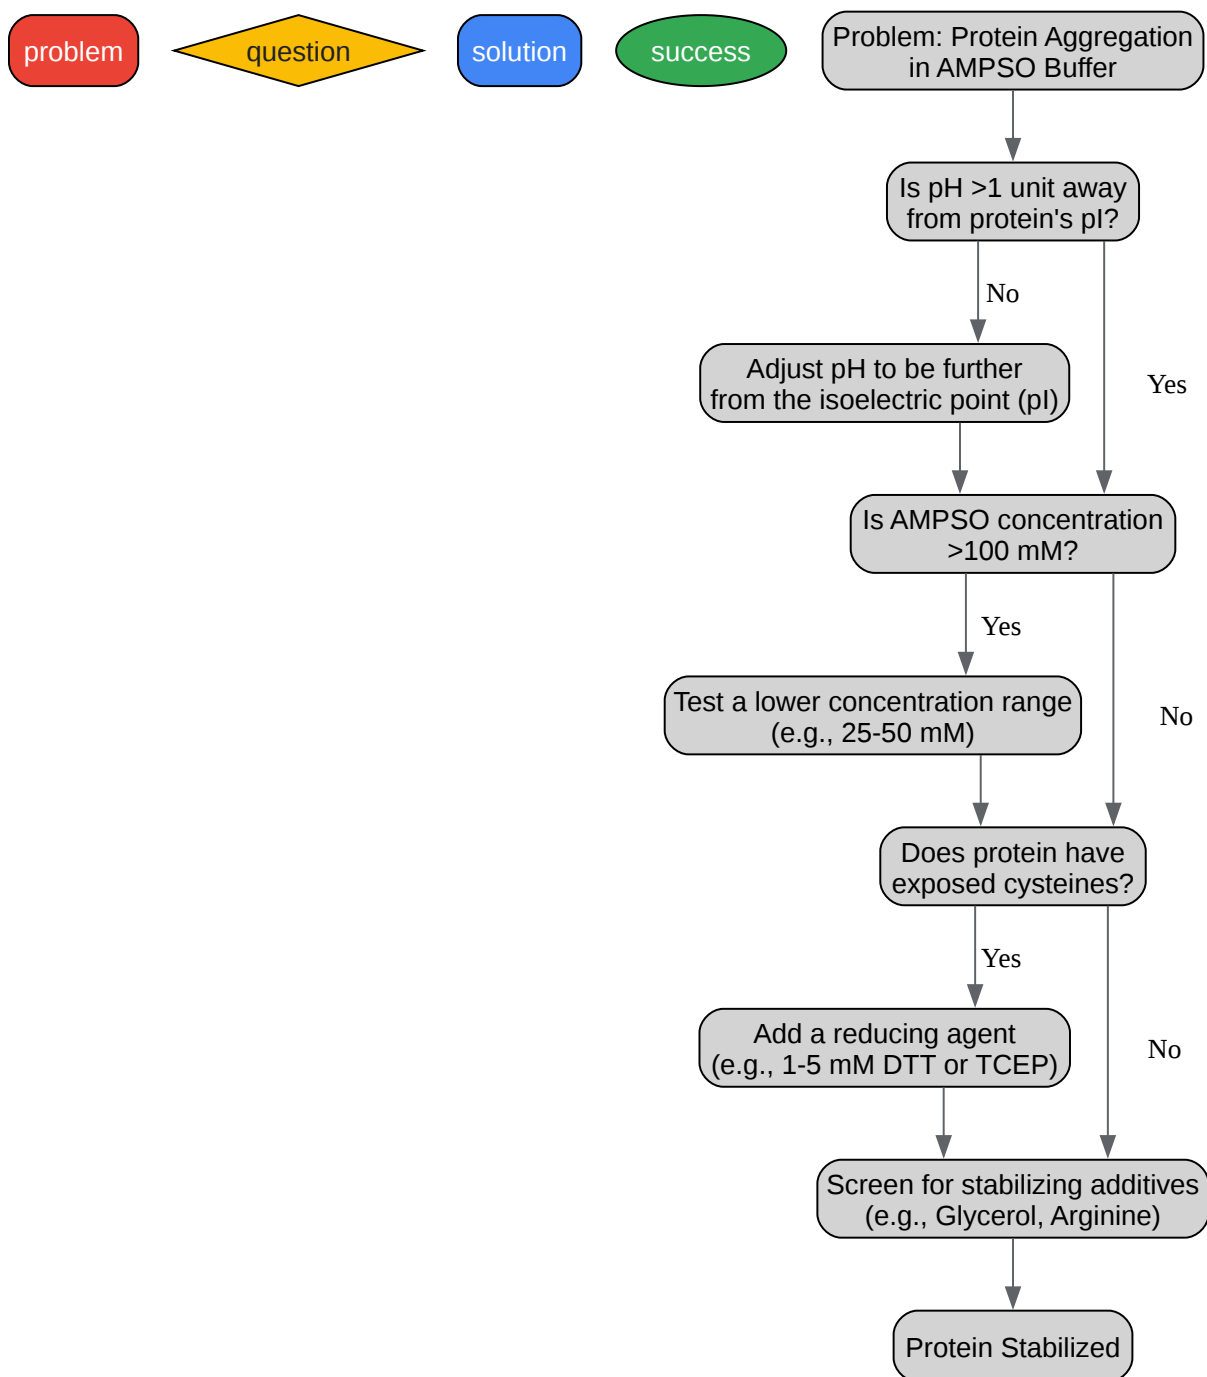 problem
question
solution
success
Problem: Protein Aggregation
in AMPSO Buffer
Is pH >1 unit away
from protein's pI?
No
Adjust pH to be further
from the isoelectric point (pI)
Yes
Is AMPSO concentration
>100 mM?
Yes
Test a lower concentration range
(e.g., 25-50 mM)
No
Does protein have
exposed cysteines?
Yes
Add a reducing agent
(e.g., 1-5 mM DTT or TCEP)
No
Screen for stabilizing additives
(e.g., Glycerol, Arginine)
Protein Stabilized